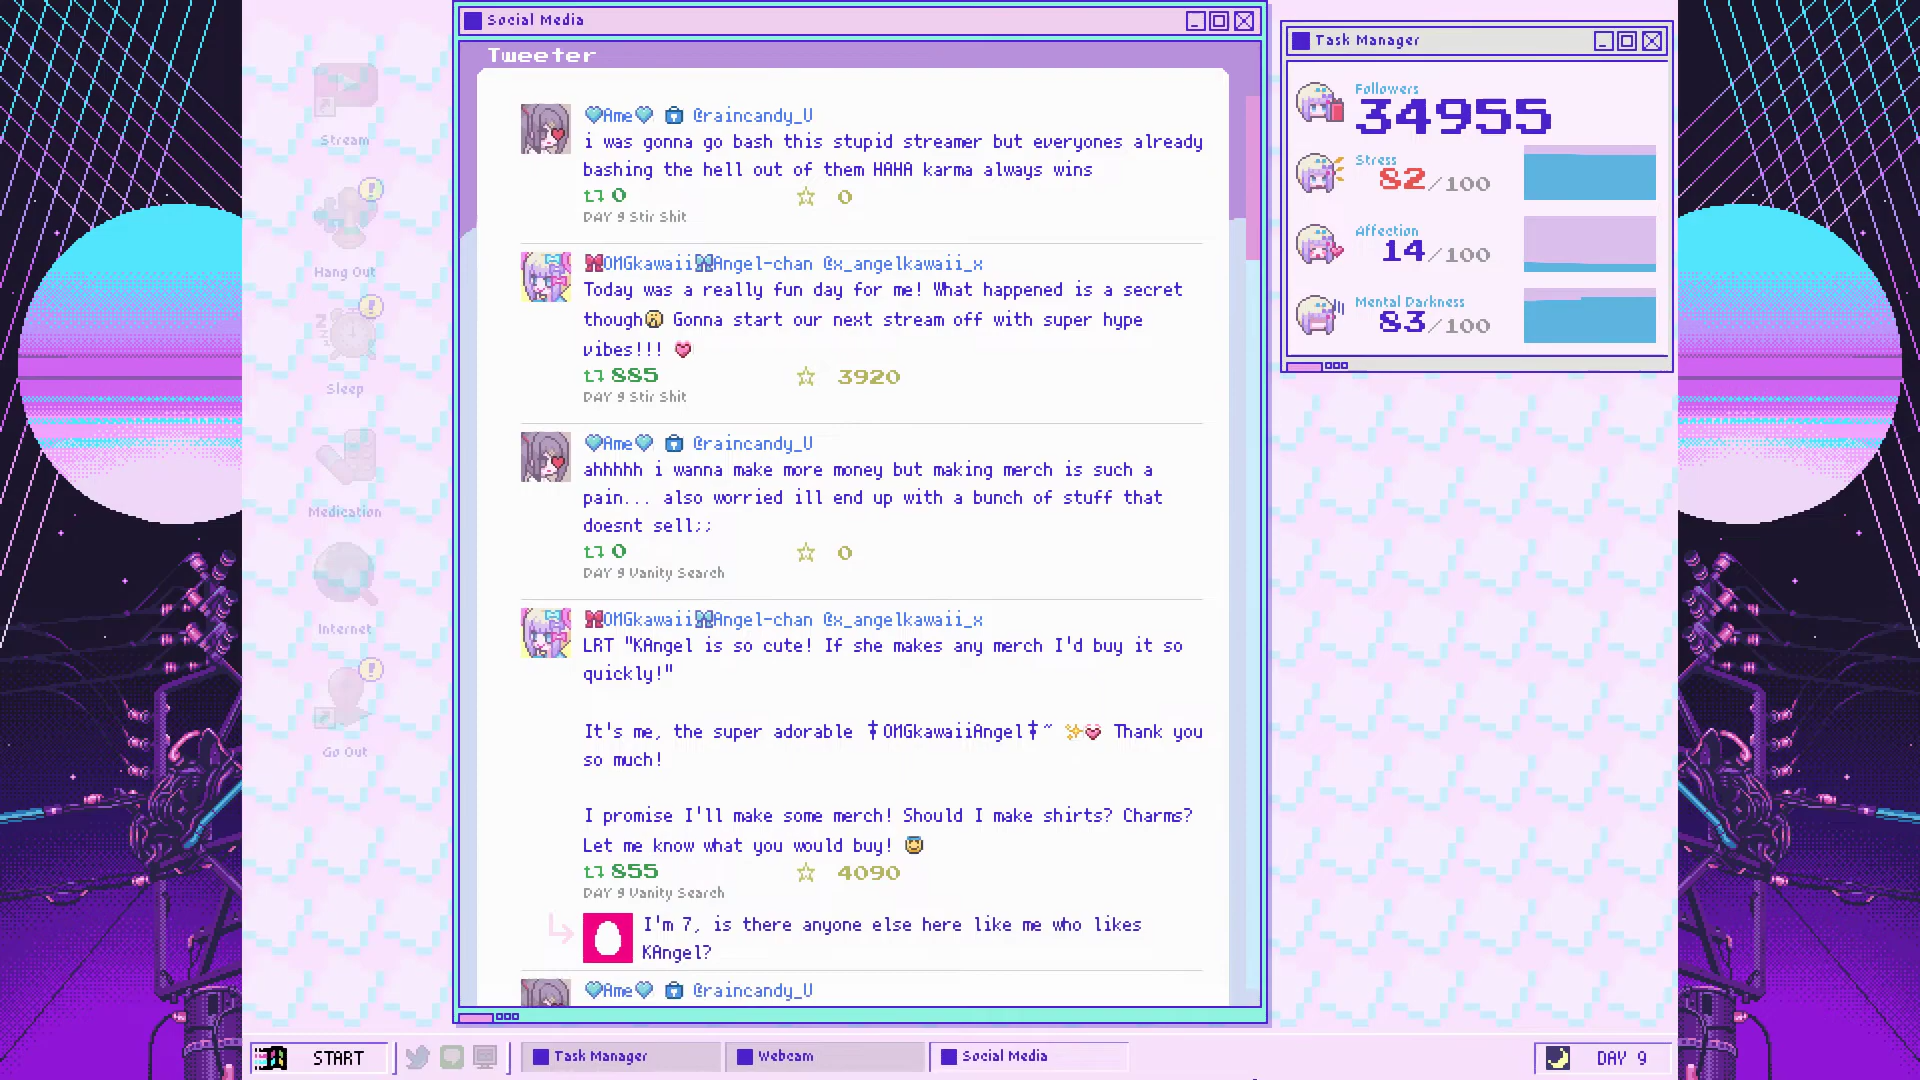 Social Media
Tweeter
Ame @raincandy_U
i was gonna go bash this stupid streamer but everyones already
bashing the hell out of them HAHA karma always wins
0 0
DAY 9 Stir Shit
OMGkawaiiAngel-chan @x_angelkawaii_x
Today was a really fun day for me! What happened is a secret
though😱 Gonna start our next stream off with super hype
vibes!!! 💗
885 3920
DAY 9 Stir Shit
Ame @raincandy_U
ahhhhh i wanna make more money but making merch is such a
pain... also worried ill end up with a bunch of stuff that
doesnt sell;;
0 0
DAY 9 Vanity Search
OMGkawaiiAngel-chan @x_angelkawaii_x
LRT "KAngel is so cute! If she makes any merch I'd buy it so
quickly!"
It's me, the super adorable ‡OMGkawaiiAngel‡~ ✨💗 Thank you
so much!
I promise I'll make some merch! Should I make shirts? Charms?
Let me know what you would buy! 😇
855 4090
DAY 9 Vanity Search
I'm 7, is there anyone else here like me who likes
KAngel?
Ame @raincandy_U
Task Manager
Followers
34955
Stress
82/100
Affection
14/100
Mental Darkness
83/100
Stream
Hang Out
Sleep
Medication
Internet
Go Out
START
Task Manager
Webcam
Social Media
DAY 9